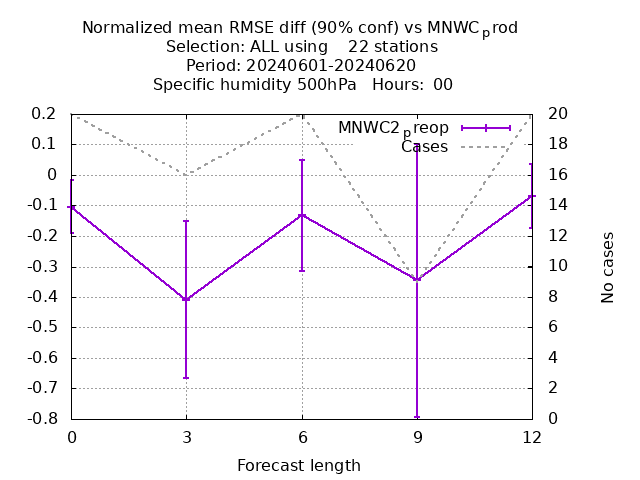 Normalized mean RMSE diff (90% conf) vs MNWCprod
Selection: ALL using 22 stations
Period: 20240601-20240620
Specific humidity 500hPa Hours: 00
MNWC2preop
Cases
0.2
0.1
0
-0.1
-0.2
-0.3
-0.4
-0.5
-0.6
-0.7
-0.8
20
18
16
14
12
10
8
6
4
2
0
No cases
0 3 6 9 12
Forecast length